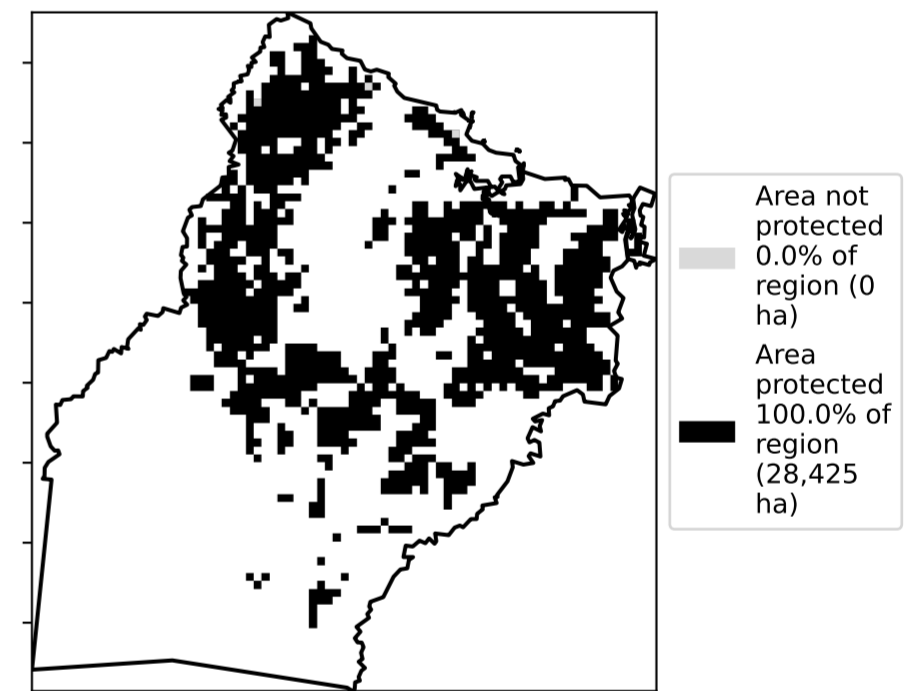 Area not
protected
0.0% of
region (0
ha)
Area
protected
100.0% of
region
(28,425
ha)